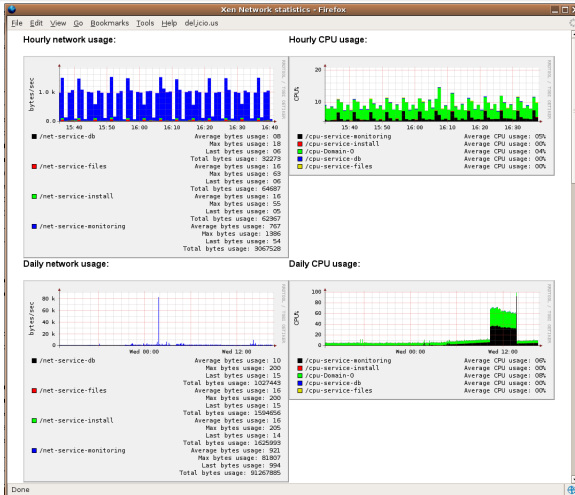 Xen Network statistics - Firefox
File Edit View Go Bookmarks Tools Help del.icio.us
Hourly network usage:
bytes/sec
1.0 k
0.0
15:40 15:50 16:00 16:10 16:20 16:30 16:40
/net-service-db Average bytes usage: 08
Max bytes usage: 18
Last bytes usage: 06
Total bytes usage: 32273
/net-service-files Average bytes usage: 16
Max bytes usage: 63
Last bytes usage: 06
Total bytes usage: 64687
/net-service-install Average bytes usage: 16
Max bytes usage: 55
Last bytes usage: 05
Total bytes usage: 62367
/net-service-monitoring Average bytes usage: 767
Max bytes usage: 1386
Last bytes usage: 54
Total bytes usage: 3067528
Hourly CPU usage:
CPU%
20
10
15:40 15:50 16:00 16:10 16:20 16:30
/cpu-service-monitoring Average CPU usage: 05%
/cpu-service-install Average CPU usage: 00%
/cpu-Domain-0 Average CPU usage: 04%
/cpu-service-db Average CPU usage: 00%
/cpu-service-files Average CPU usage: 00%
Daily network usage:
bytes/sec
80 k
60 k
40 k
20 k
0
Wed 00:00 Wed 12:00
/net-service-db Average bytes usage: 10
Max bytes usage: 200
Last bytes usage: 15
Total bytes usage: 1027443
/net-service-files Average bytes usage: 16
Max bytes usage: 200
Last bytes usage: 15
Total bytes usage: 1594656
/net-service-install Average bytes usage: 16
Max bytes usage: 205
Last bytes usage: 14
Total bytes usage: 1625993
/net-service-monitoring Average bytes usage: 921
Max bytes usage: 81807
Last bytes usage: 994
Total bytes usage: 91267885
Daily CPU usage:
CPU%
100
80
60
40
20
0
Wed 00:00 Wed 12:00
/cpu-service-monitoring Average CPU usage: 06%
/cpu-service-install Average CPU usage: 00%
/cpu-Domain-0 Average CPU usage: 08%
/cpu-service-db Average CPU usage: 00%
/cpu-service-files Average CPU usage: 00%
Done